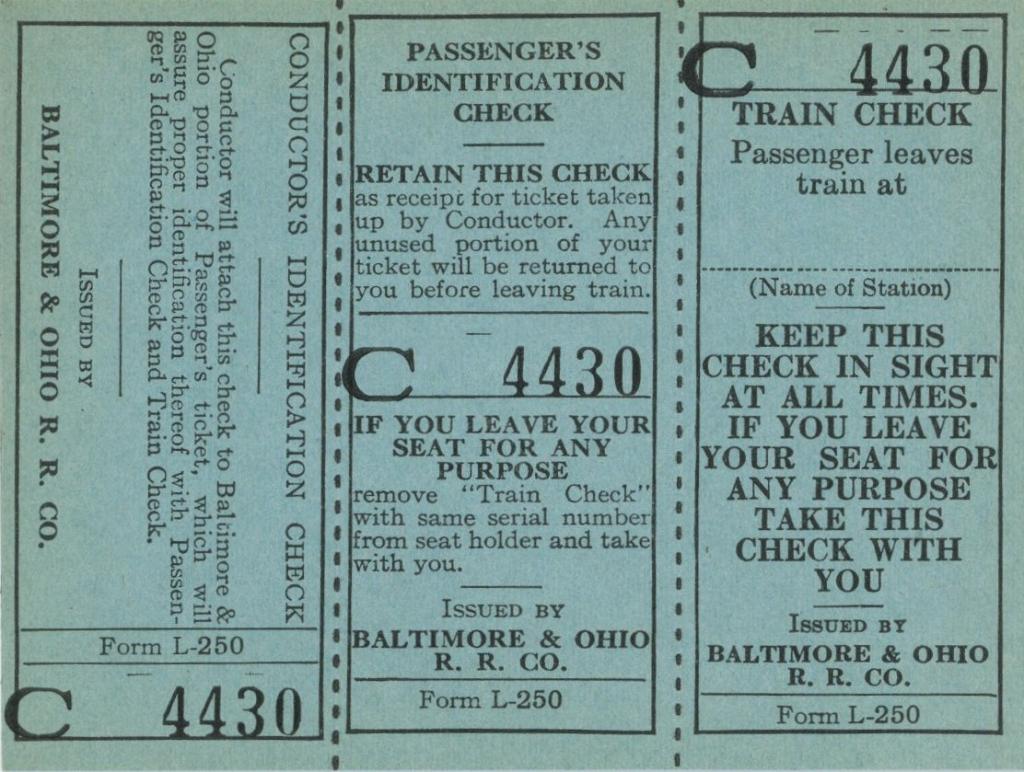 CONDUCTOR'S IDENTIFICATION CHECK
Conductor will attach this check to Baltimore &
Ohio portion of Passenger's ticket, which will
assure proper identification thereof with Passen-
ger's Identification Check and Train Check.
ISSUED BY
BALTIMORE & OHIO R. R. CO.
Form L-250
C 4430
PASSENGER'S
IDENTIFICATION
CHECK
RETAIN THIS CHECK
as receipt for ticket taken
up by Conductor. Any
unused portion of your
ticket will be returned to
you before leaving train.
C 4430
IF YOU LEAVE YOUR
SEAT FOR ANY
PURPOSE
remove "Train Check"
with same serial number
from seat holder and take
with you.
ISSUED BY
BALTIMORE & OHIO
R. R. CO.
Form L-250
C 4430
TRAIN CHECK
Passenger leaves
train at
(Name of Station)
KEEP THIS
CHECK IN SIGHT
AT ALL TIMES.
IF YOU LEAVE
YOUR SEAT FOR
ANY PURPOSE
TAKE THIS
CHECK WITH
YOU
ISSUED BY
BALTIMORE & OHIO
R. R. CO.
Form L-250